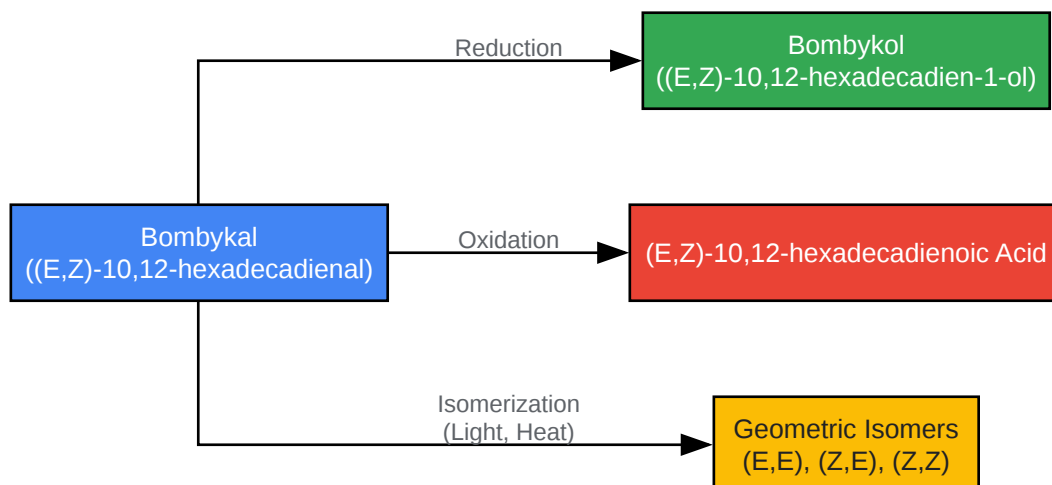 Reduction
Bombykol
((E,Z)-10,12-hexadecadien-1-ol)
Bombykal
((E,Z)-10,12-hexadecadienal)
Oxidation
(E,Z)-10,12-hexadecadienoic Acid
Isomerization
(Light, Heat)
Geometric Isomers
(E,E), (Z,E), (Z,Z)